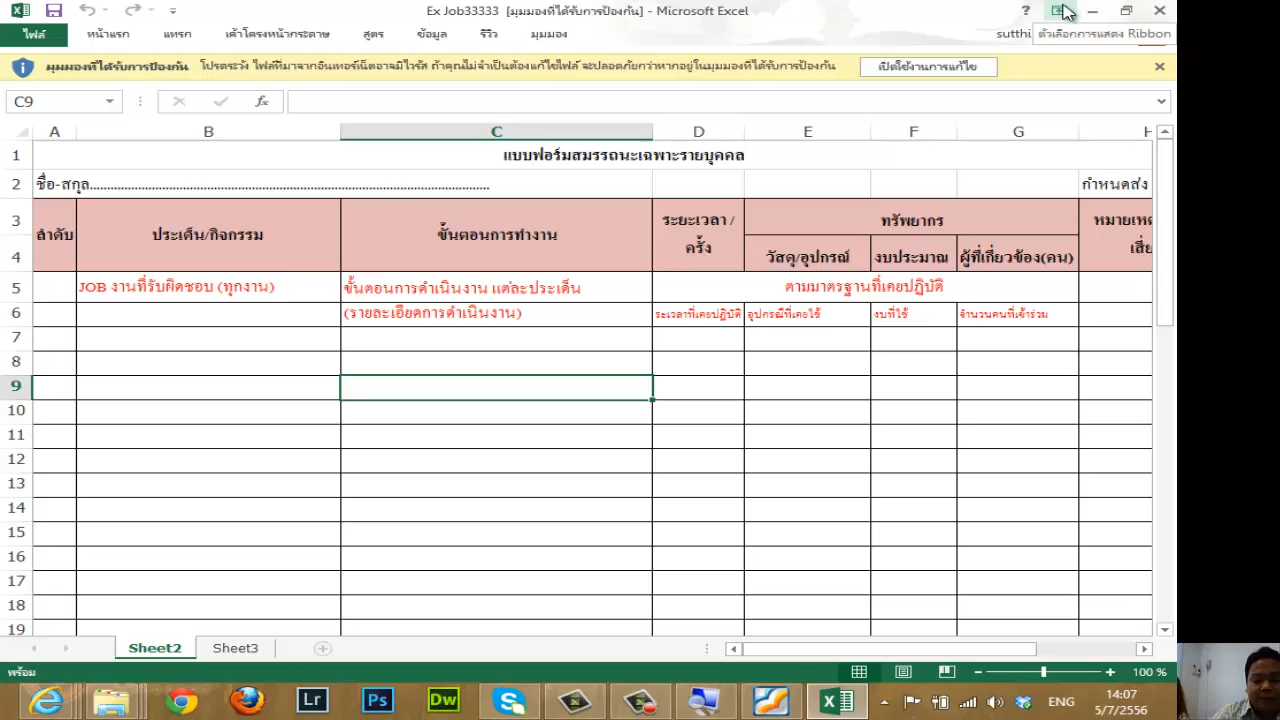 Ex Job33333 [มุมมองที่ได้รับการป้องกัน] - Microsoft Excel
?
ไฟล์ หน้าแรก แทรก เค้าโครงหน้ากระดาษ สูตร ข้อมูล รีวิว มุมมอง sutthi
ตัวเลือกการแสดง Ribbon
มุมมองที่ได้รับการป้องกัน โปรดระวัง ไฟล์ที่มาจากอินเทอร์เน็ตอาจมีไวรัส ถ้าคุณไม่จำเป็นต้องแก้ไขไฟล์ จะปลอดภัยกว่าหากอยู่ในมุมมองที่ได้รับการป้องกัน เปิดใช้งานการแก้ไข
C9 fx
A B C D E F G H
1 แบบฟอร์มสมรรถนะเฉพาะรายบุคคล
2 ชื่อ-สกุล.................................................................................................................... กำหนดส่ง
3 ลำดับ ประเด็น/กิจกรรม ขั้นตอนการทำงาน ระยะเวลา / ครั้ง ทรัพยากร หมายเหตุ
4 วัสดุ/อุปกรณ์ งบประมาณ ผู้ที่เกี่ยวข้อง(คน)
5 JOB งานที่รับผิดชอบ (ทุกงาน) ขั้นตอนการดำเนินงาน แต่ละประเด็น ตามมาตรฐานที่เคยปฏิบัติ
6 (รายละเอียดการดำเนินงาน) ระเวลาที่เคยปฏิบัติ อุปกรณืที่เคยใช้ งบที่ใช้ จำนวนคนที่เข้าร่วม
7
8
9
10
11
12
13
14
15
16
17
18
19
Sheet2 Sheet3
พร้อม 100 %
Lr Ps Dw ENG 14:07
5/7/2556